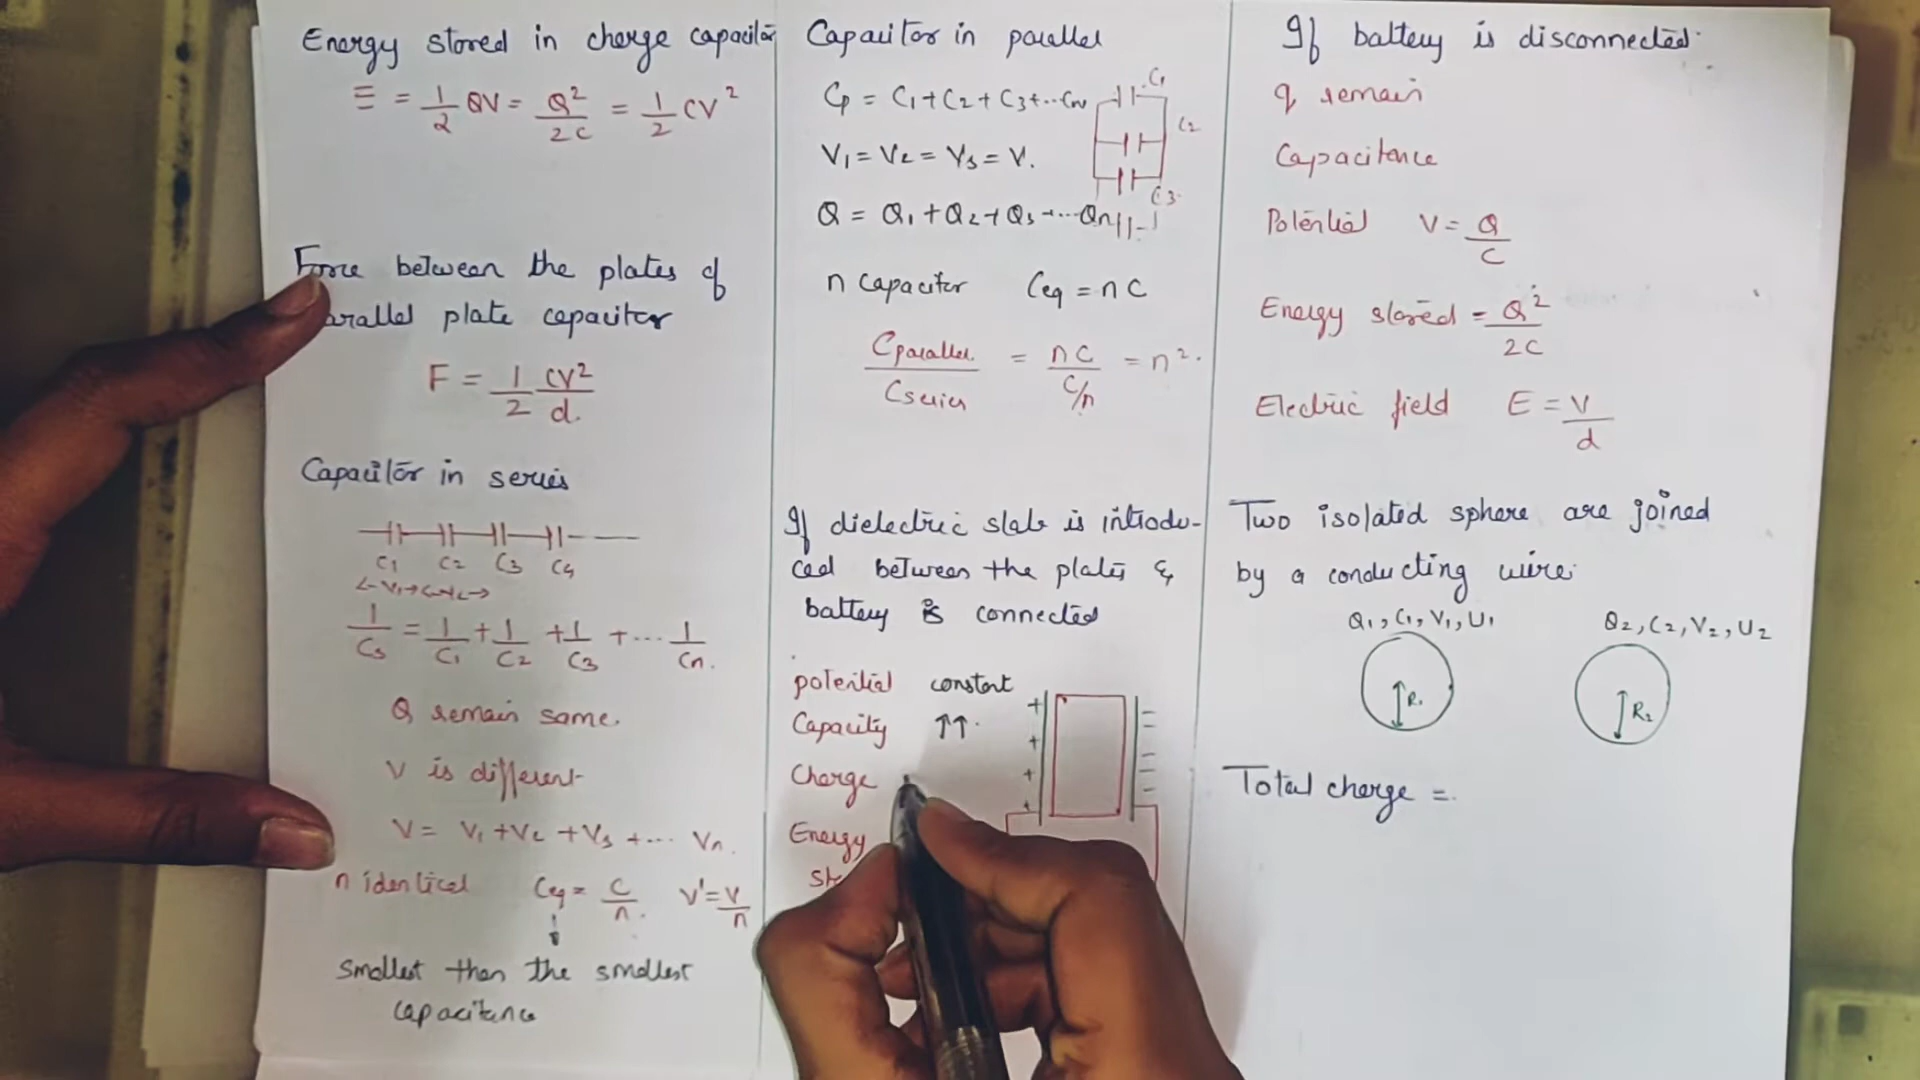 Energy stored in charge capacitor
E = 1/2 QV = Q²/2C = 1/2 CV²
Force between the plates of
arallel plate capacitor
F = 1/2 CV²/d.
Capacitor in series
C1 C2 C3 C4
1/Cs = 1/C1 + 1/C2 + 1/C3 + ... 1/Cn.
Q remain same.
V is different
V = V1 + V2 + V3 + ... Vn.
n identical Ceq = C/n. V' = V/n
Smallest then the smallest
capacitance
Capacitor in parallel
Cp = C1 + C2 + C3 + ... Cn
C1
C2
C3
V1 = V2 = V3 = V.
Q = Q1 + Q2 + Q3 + ... Qn
n capacitor Ceq = nC
Cparallel/Cseries = nC/C/n = n².
If dielectric slab is introdu-
ced between the plates &
battery is connected
potential constant
Capacity ↑↑.
Charge
Energy
+ + + +
– – – – –
If battery is disconnected.
q remain
Capacitance
Potential V = Q/C
Energy stored = Q²/2C
Electric field E = V/d
Two isolated sphere are joined
by a conducting wire.
Q1, C1, V1, U1
Q2, C2, V2, U2
R1
R2
Total charge =